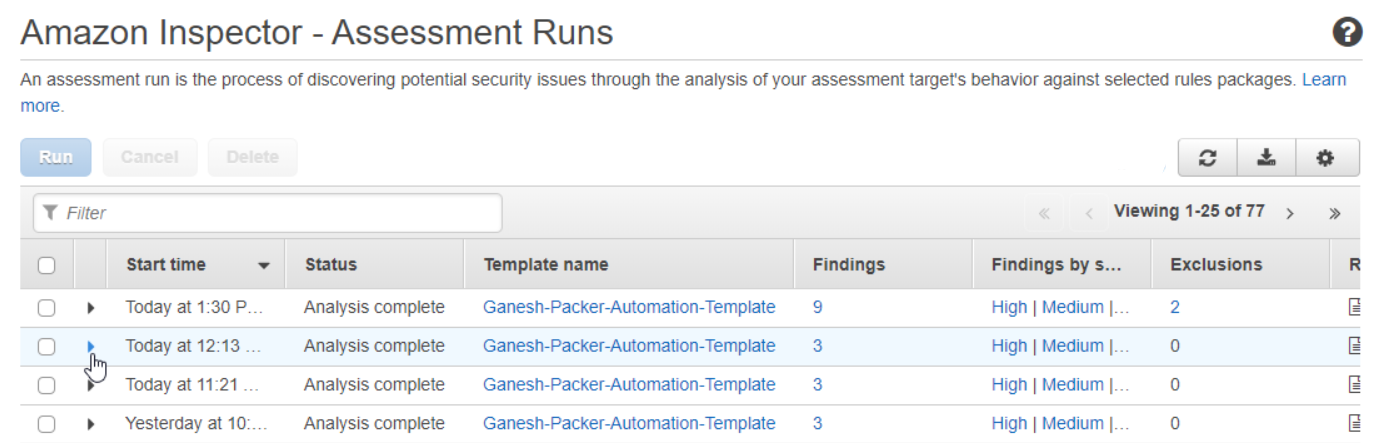 Amazon Inspector - Assessment Runs
An assessment run is the process of discovering potential security issues through the analysis of your assessment target's behavior against selected rules packages. Learn
more.
Run Cancel Delete
Filter
Viewing 1-25 of 77
Start time Status Template name Findings Findings by s... Exclusions R
Today at 1:30 P... Analysis complete Ganesh-Packer-Automation-Template 9 High | Medium |... 2
Today at 12:13 ... Analysis complete Ganesh-Packer-Automation-Template 3 High | Medium |... 0
Today at 11:21 ... Analysis complete Ganesh-Packer-Automation-Template 3 High | Medium |... 0
Yesterday at 10:... Analysis complete Ganesh-Packer-Automation-Template 3 High | Medium |... 0